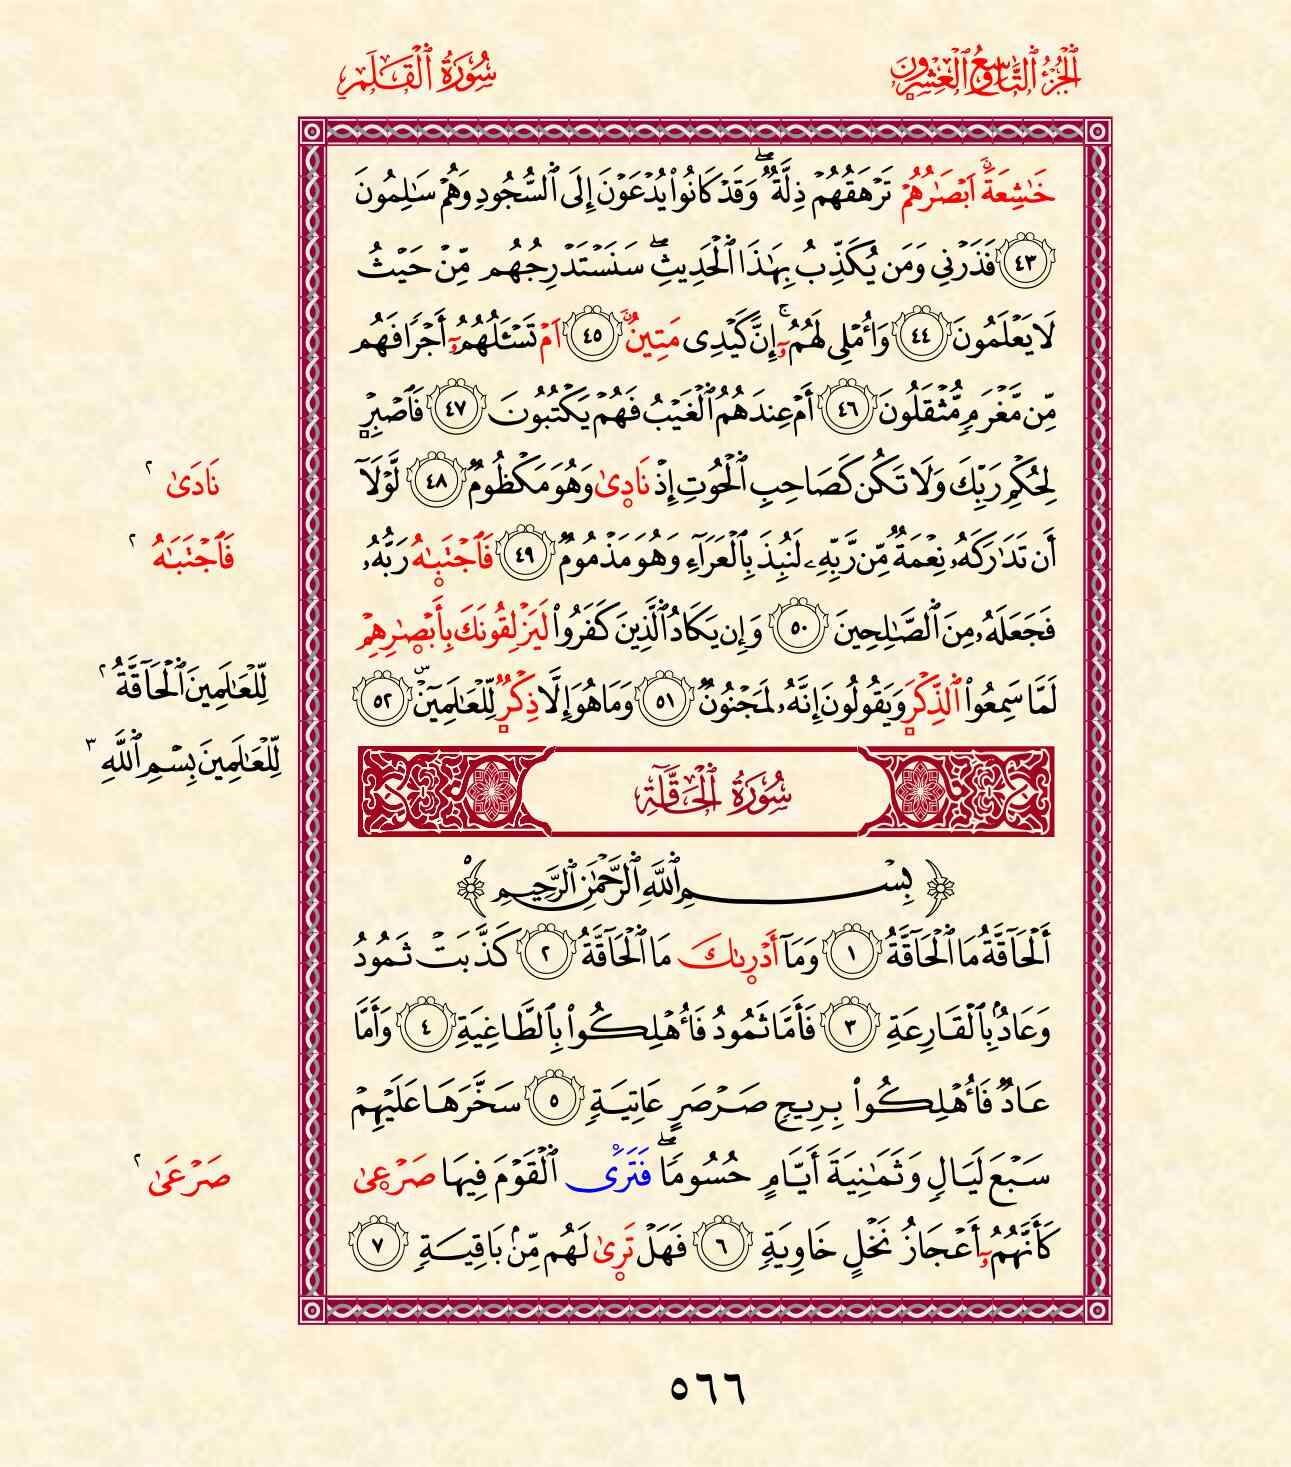 الجزء التاسع والعشرون
سورة القلم
خَٰشِعَةً اَبۡصَٰرُهُمۡ تَرۡهَقُهُمۡ ذِلَّةٞۖ وَقَدۡ كَانُواْ يُدۡعَوۡنَ إِلَى ٱلسُّجُودِ وَهُمۡ سَٰلِمُونَ
٤٣ فَذَرۡنِي وَمَن يُكَذِّبُ بِهَٰذَا ٱلۡحَدِيثِۖ سَنَسۡتَدۡرِجُهُم مِّنۡ حَيۡثُ
لَا يَعۡلَمُونَ ٤٤ وَأُمۡلِي لَهُمُۥٓۚ إِنَّ كَيۡدِي مَتِينٌ ٤٥ اَمۡ تَسۡـَٔلُهُمُۥٓ أَجۡرٗا فَهُم
مِّن مَّغۡرَمٖ مُّثۡقَلُونَ ٤٦ أَمۡ عِندَهُمُ ٱلۡغَيۡبُ فَهُمۡ يَكۡتُبُونَ ٤٧ فَٱصۡبِرۡ
لِحُكۡمِ رَبِّكَ وَلَا تَكُن كَصَاحِبِ ٱلۡحُوتِ إِذۡ نَادِىٰ وَهُوَ مَكۡظُومٞ ٤٨ لَّوۡلَآ
نَادَىٰ ٢
أَن تَدَٰرَكَهُۥ نِعۡمَةٞ مِّن رَّبِّهِۦ لَنُبِذَ بِٱلۡعَرَآءِ وَهُوَ مَذۡمُومٞ ٤٩ فَٱجۡتَبِٰهُ رَبُّهُۥ
فَٱجۡتَبَٰهُ ٢
فَجَعَلَهُۥ مِنَ ٱلصَّٰلِحِينَ ٥٠ وَإِن يَكَادُ ٱلَّذِينَ كَفَرُواْ لَيَزۡلِقُونَكَ بِأَبۡصِٰرِهِمۡ
لَمَّا سَمِعُواْ ٱلذِّكۡرَ وَيَقُولُونَ إِنَّهُۥ لَمَجۡنُونٞ ٥١ وَمَا هُوَ إِلَّا ذِكۡرٞ لِّلۡعَٰلَمِينَۜ ٥٢
لِّلۡعَٰلَمِينَ ٱلۡحَآقَّةُ ٢
لِّلۡعَٰلَمِينَ بِسۡمِ ٱللَّهِ ٣
سُورَةُ ٱلۡحَاقَّةِ
بِسۡمِ ٱللَّهِ ٱلرَّحۡمَٰنِ ٱلرَّحِيمِ
أَلۡحَآقَّةُ مَا ٱلۡحَآقَّةُ ١ وَمَآ أَدۡرِىٰكَ مَا ٱلۡحَآقَّةُ ٢ كَذَّبَتۡ ثَمُودُ
وَعَادُۢ بِٱلۡقَارِعَةِ ٣ فَأَمَّا ثَمُودُ فَأُهۡلِكُواْ بِٱلطَّاغِيَةِ ٤ وَأَمَّا
عَادٞ فَأُهۡلِكُواْ بِرِيحٖ صَرۡصَرٍ عَاتِيَةٖ ٥ سَخَّرَهَا عَلَيۡهِمۡ
سَبۡعَ لَيَالٖ وَثَمَٰنِيَةَ أَيَّامٍ حُسُومٗاۖ فَتَرَى ٱلۡقَوۡمَ فِيهَا صَرۡعِىٰ
صَرۡعَىٰ ٢
كَأَنَّهُمُۥٓ أَعۡجَازُ نَخۡلٍ خَاوِيَةٖ ٦ فَهَلۡ تَرِىٰ لَهُم مِّنۢ بَاقِيَةٖ ٧
٥٦٦